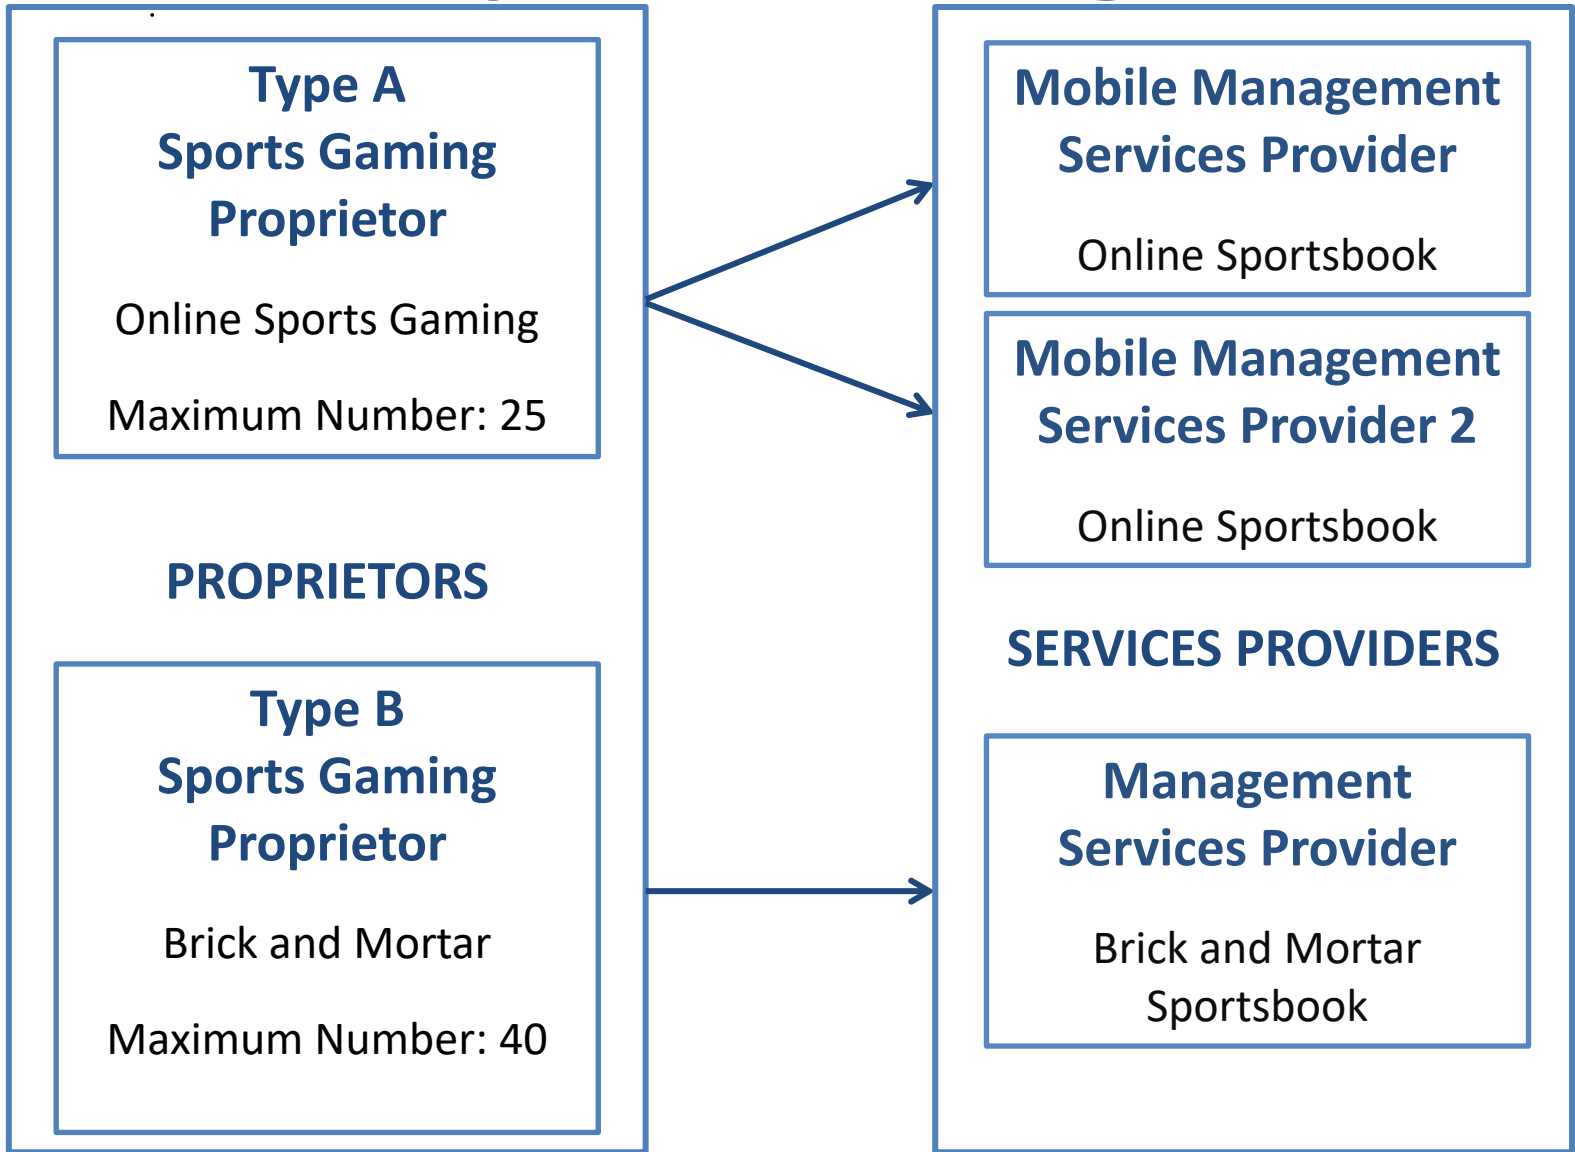 Type A
Sports Gaming
Proprietor
Online Sports Gaming
Maximum Number: 25
PROPRIETORS
Type B
Sports Gaming
Proprietor
Brick and Mortar
Maximum Number: 40
Mobile Management
Services Provider
Online Sportsbook
Mobile Management
Services Provider 2
Online Sportsbook
SERVICES PROVIDERS
Management
Services Provider
Brick and Mortar
Sportsbook